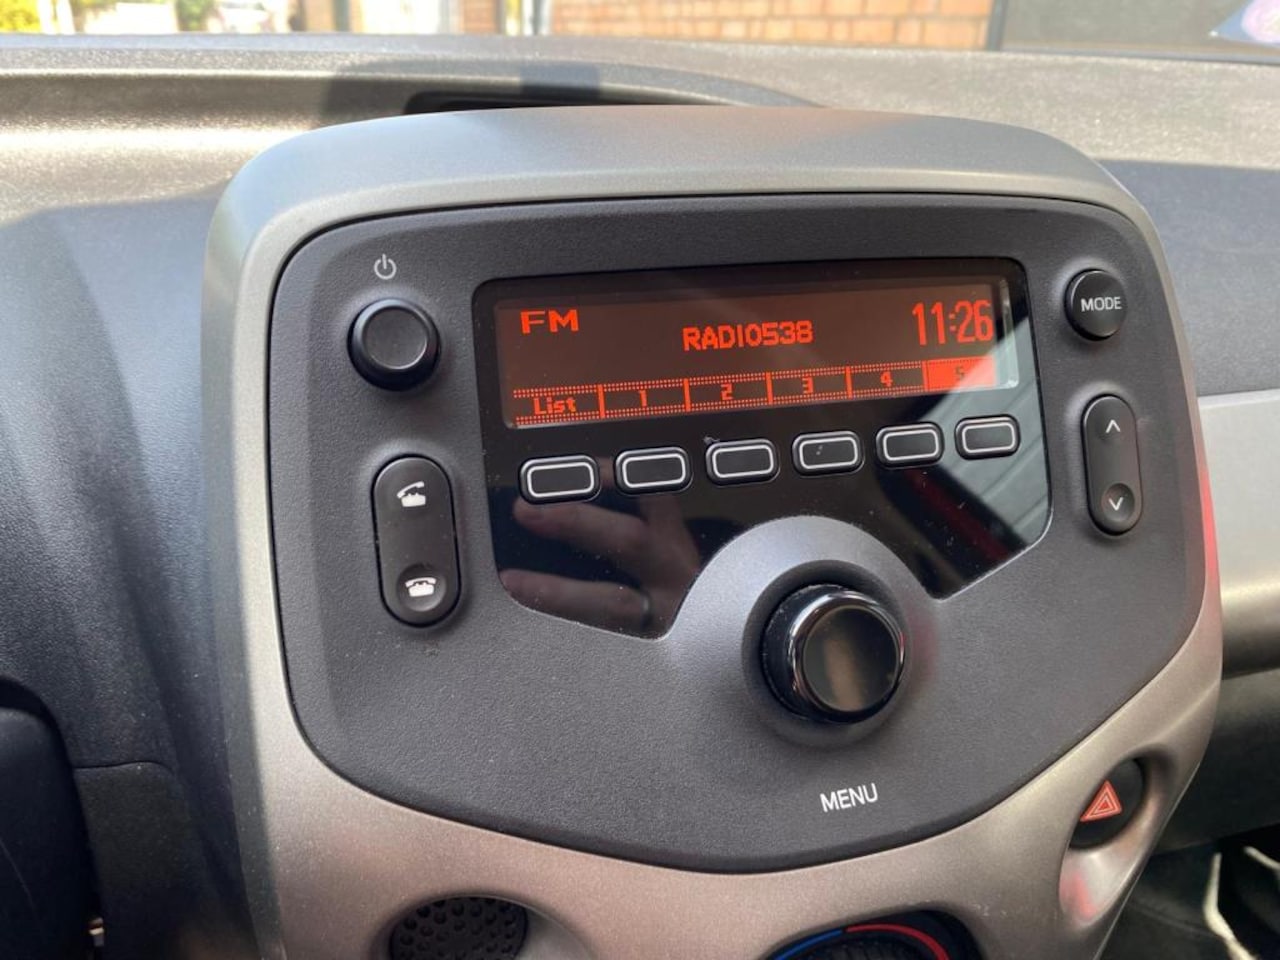 FM
RADIO538
11:26
List 1 2 3 4 5
MODE
MENU